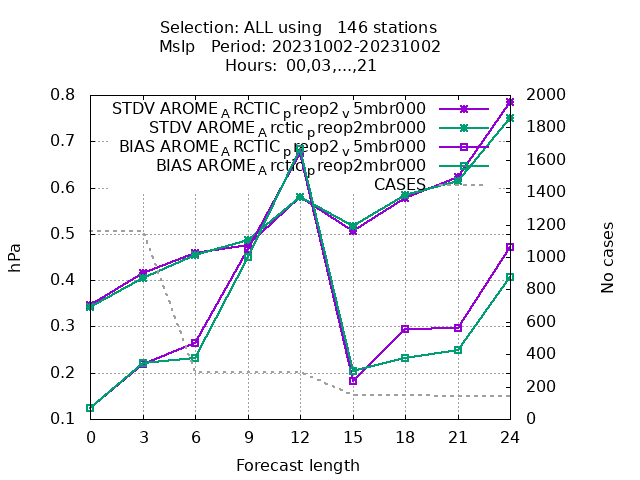 Selection: ALL using   146 stations
Mslp   Period: 20231002-20231002
Hours:  00,03,...,21
0.8
0.7
0.6
0.5
0.4
0.3
0.2
0.1
hPa
STDV AROME_ARCTIC_preop2_v5mbr000
STDV AROME_Arctic_preop2mbr000
BIAS AROME_ARCTIC_preop2_v5mbr000
BIAS AROME_Arctic_preop2mbr000
CASES
2000
1800
1600
1400
1200
1000
800
600
400
200
0
No cases
0 3 6 9 12 15 18 21 24
Forecast length